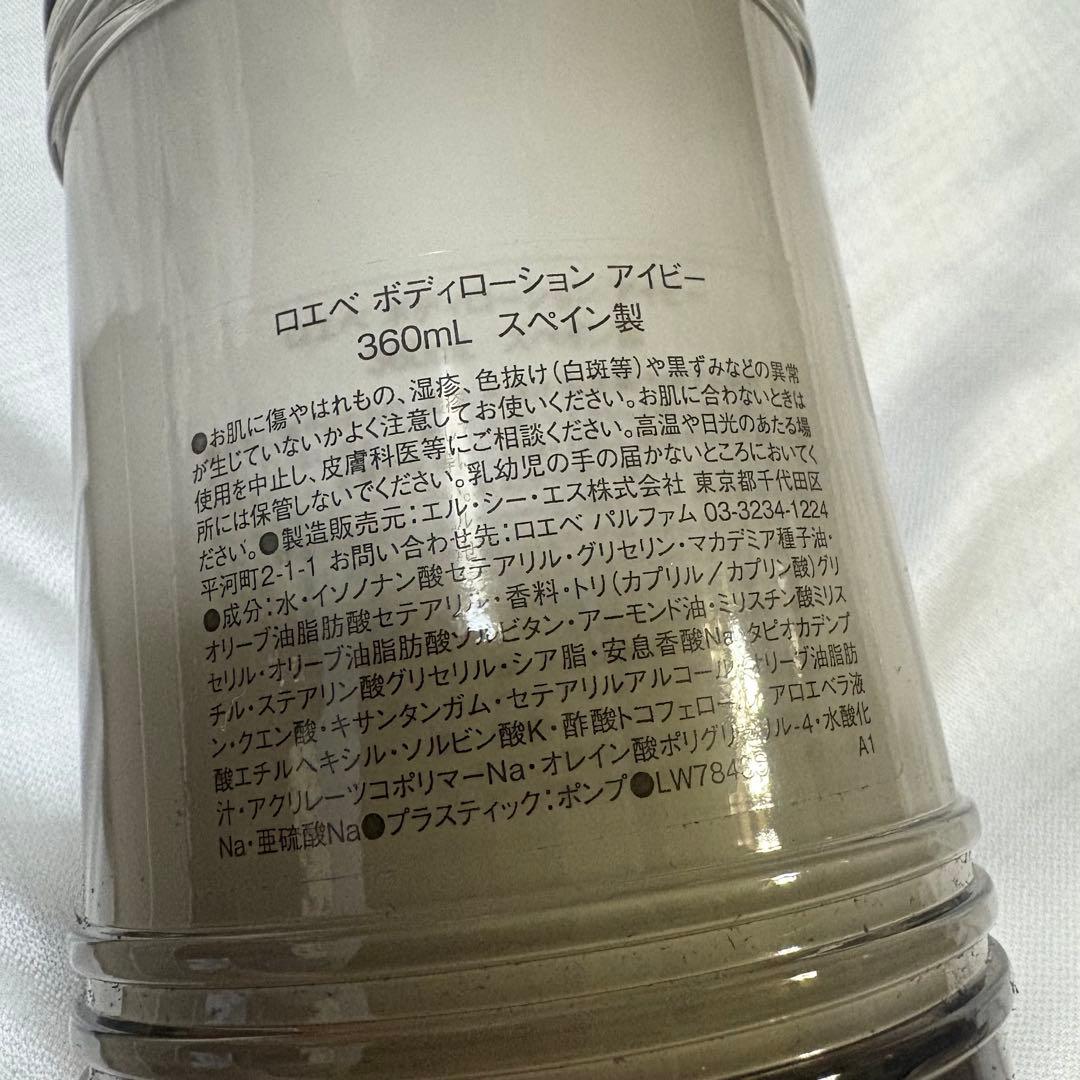 ロエベ ボディローション アイビー
360mL スペイン製
●お肌に傷やはれもの、湿疹、色抜け(白斑等)や黒ずみなどの異常
が生じていないかよく注意してお使いください。お肌に合わないときは
使用を中止し、皮膚科医等にご相談ください。高温や日光のあたる場
所には保管しないでください。乳幼児の手の届かないところにおいてく
ださい。●製造販売元:エル・シー・エス株式会社 東京都千代田区
平河町2-1-1 お問い合わせ先:ロエベ パルファム 03-3234-1224
●成分:水・イソノナン酸セテアリル・グリセリン・マカデミア種子油・
オリーブ油脂肪酸セテアリル・香料・トリ(カプリル/カプリン酸)グリ
セリル・オリーブ油脂肪酸ソルビタン・アーモンド油・ミリスチン酸ミリス
チル・ステアリン酸グリセリル・シア脂・安息香酸Na・タピオカデンプ
ン・クエン酸・キサンタンガム・セテアリルアルコール・オリーブ油脂肪
酸エチルヘキシル・ソルビン酸K・酢酸トコフェロール・アロエベラ液
汁・アクリレーツコポリマーNa・オレイン酸ポリグリセリル-4・水酸化
Na・亜硫酸Na●プラスティック:ポンプ●
A1